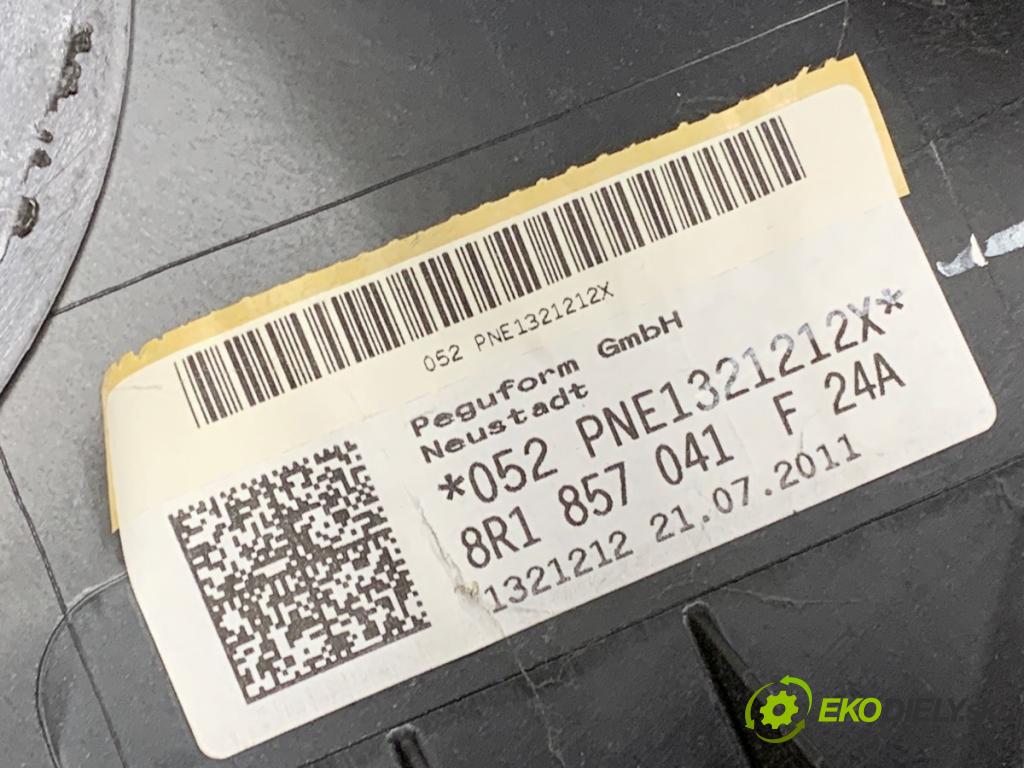 052 PNE1321212X
Peguform GmbH
Neustadt
*052 PNE1321212X*
8R1 857 041 F 24A
1321212 21.07.2011
EKODIELY